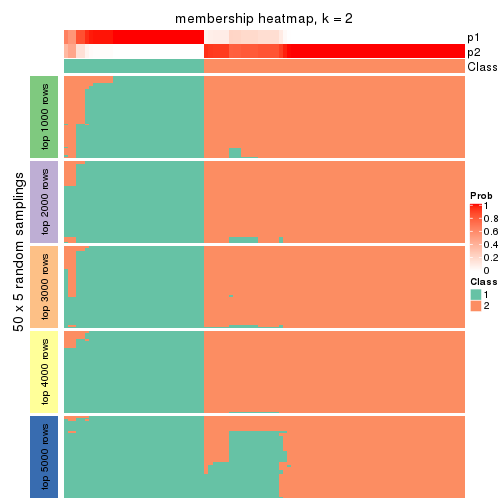 membership heatmap, k = 2
p1
p2
Class
50 x 5 random samplings
top 1000 rows
top 2000 rows
top 3000 rows
top 4000 rows
top 5000 rows
Prob
1
0.8
0.6
0.4
0.2
0
Class
1
2